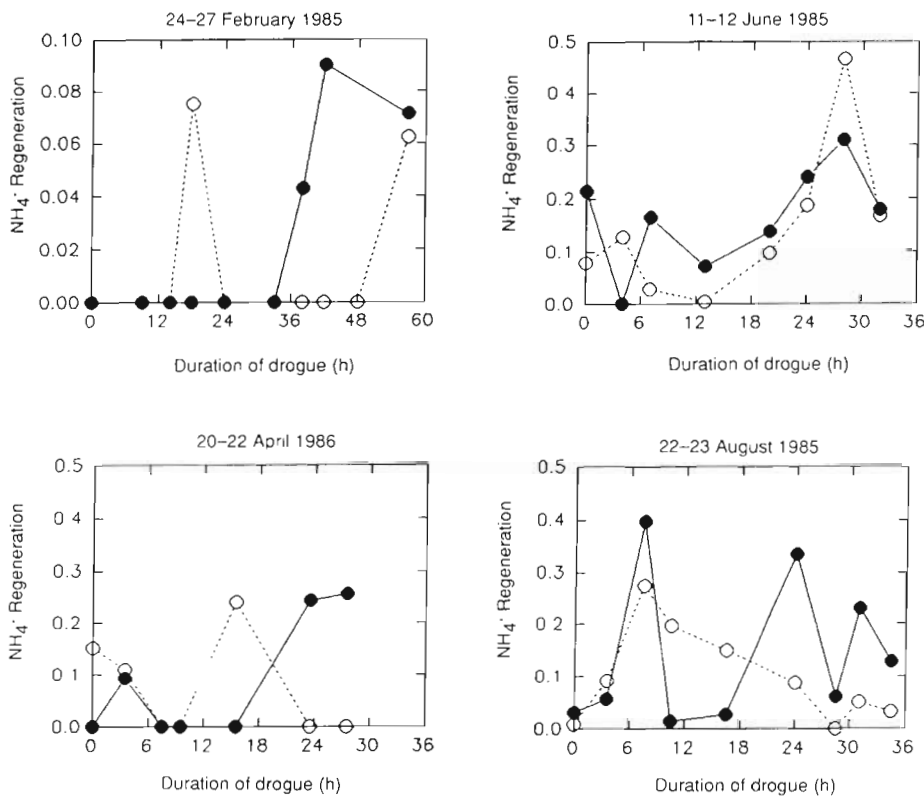 24–27 February 1985
NH₄⁻ Regeneration
0.10
0.08
0.06
0.04
0.02
0.00
0 12 24 36 48 60
Duration of drogue (h)
11–12 June 1985
NH₄⁻ Regeneration
0.5
0.4
0.3
0.2
0.1
0.0
0 6 12 18 24 30 36
Duration of drogue (h)
20–22 April 1986
NH₄⁻ Regeneration
0.5
0.4
0.3
0.2
0.1
0.0
0 6 12 18 24 30 36
Duration of drogue (h)
22–23 August 1985
NH₄⁻ Regeneration
0.5
0.4
0.3
0.2
0.1
0.0
0 6 12 18 24 30 36
Duration of drogue (h)